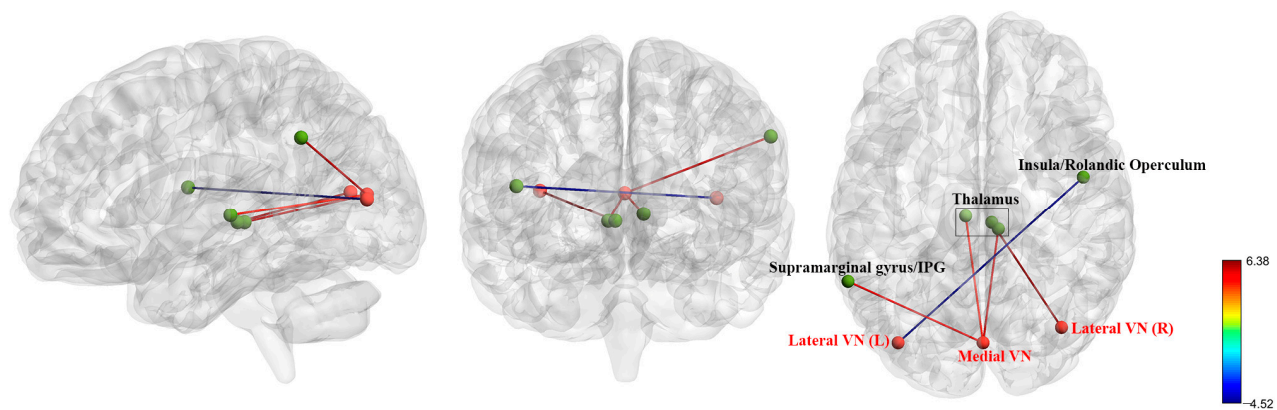 Insula/Rolandic Operculum
Thalamus
Supramarginal gyrus/IPG
Lateral VN (L)
Medial VN
Lateral VN (R)
6.38
-4.52